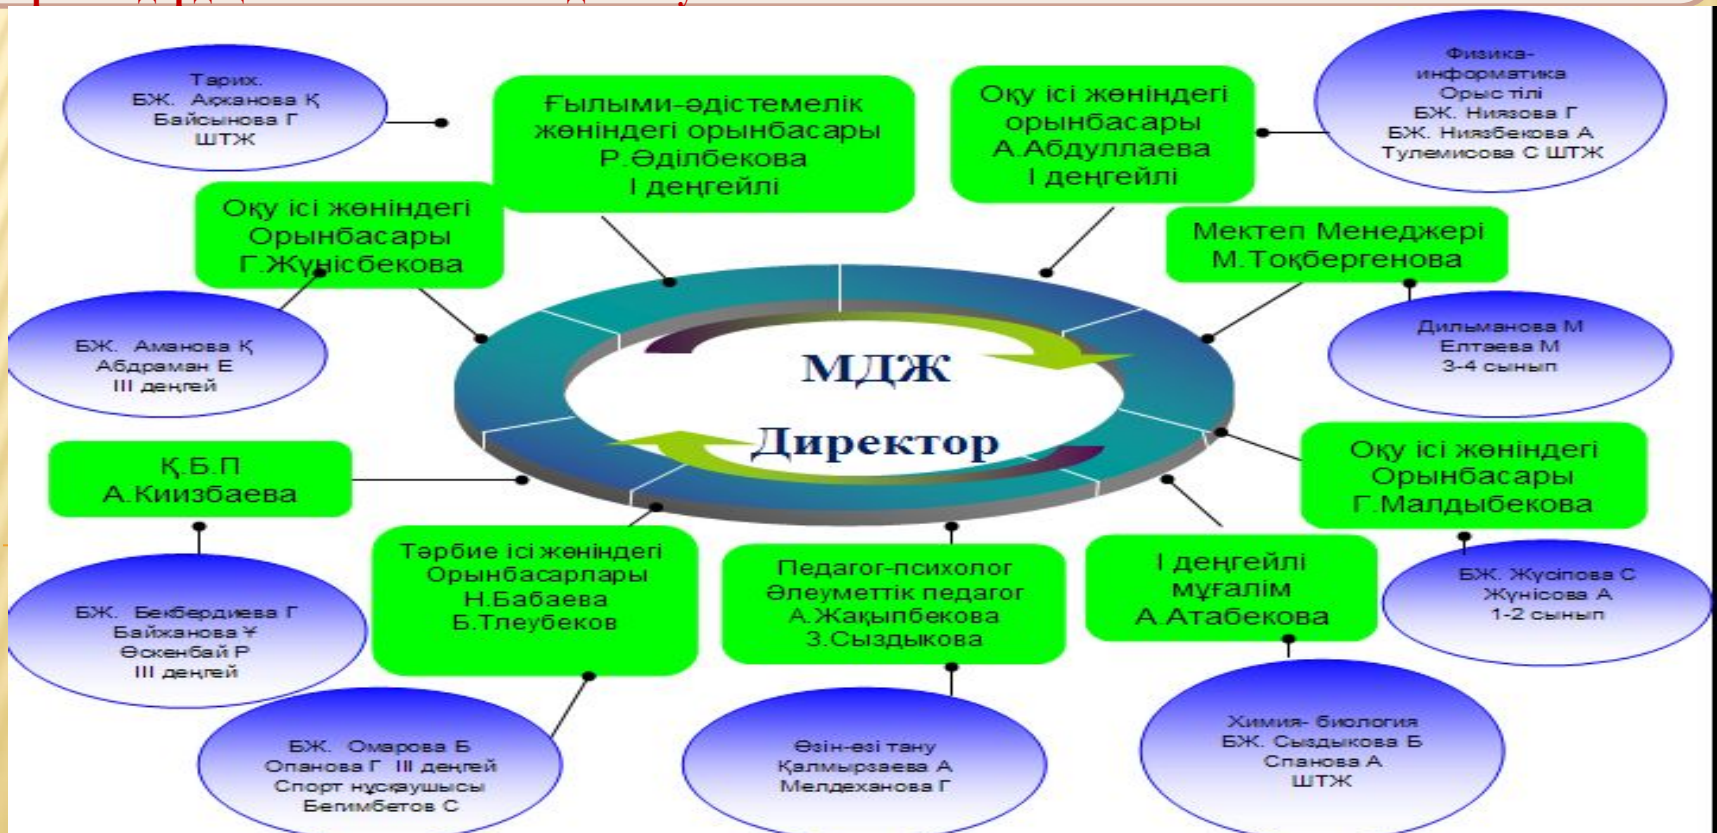 Тарих.
БЖ. Ақжанова Қ
Байсынова Г
ШТЖ
Ғылыми-әдістемелік
жөніндегі орынбасары
Р.Әділбекова
І деңгейлі
Оқу ісі жөніндегі
орынбасары
А.Абдуллаева
І деңгейлі
Физика-
информатика
Орыс тілі
БЖ. Ниязова Г
БЖ. Ниязбекова А
Тулемисова С ШТЖ
Оқу ісі жөніндегі
Орынбасары
Г.Жүнісбекова
Мектеп Менеджері
М.Тоқбергенова
БЖ. Аманова Қ
Абдраман Е
ІІІ деңгей
МДЖ
Директор
Дильманова М
Елтаева М
3-4 сынып
Қ.Б.П
А.Киизбаева
Оқу ісі жөніндегі
Орынбасары
Г.Малдыбекова
Тәрбие ісі жөніндегі
Орынбасарлары
Н.Бабаева
Б.Тлеубеков
Педагог-психолог
Әлеуметтік педагог
А.Жақыпбекова
З.Сыздыкова
І деңгейлі
мұғалім
А.Атабекова
БЖ. Жүсіпова С
Жүнісова А
1-2 сынып
БЖ. Бекбердиева Г
Байжанова Ұ
Өскенбай Р
ІІІ деңгей
БЖ. Омарова Б
Опанова Г ІІІ деңгей
Спорт нұсқаушысы
Бегимбетов С
Өзін-өзі тану
Қалмырзаева А
Мелдеханова Г
Химия- биология
БЖ. Сыздыкова Б
Спанова А
ШТЖ